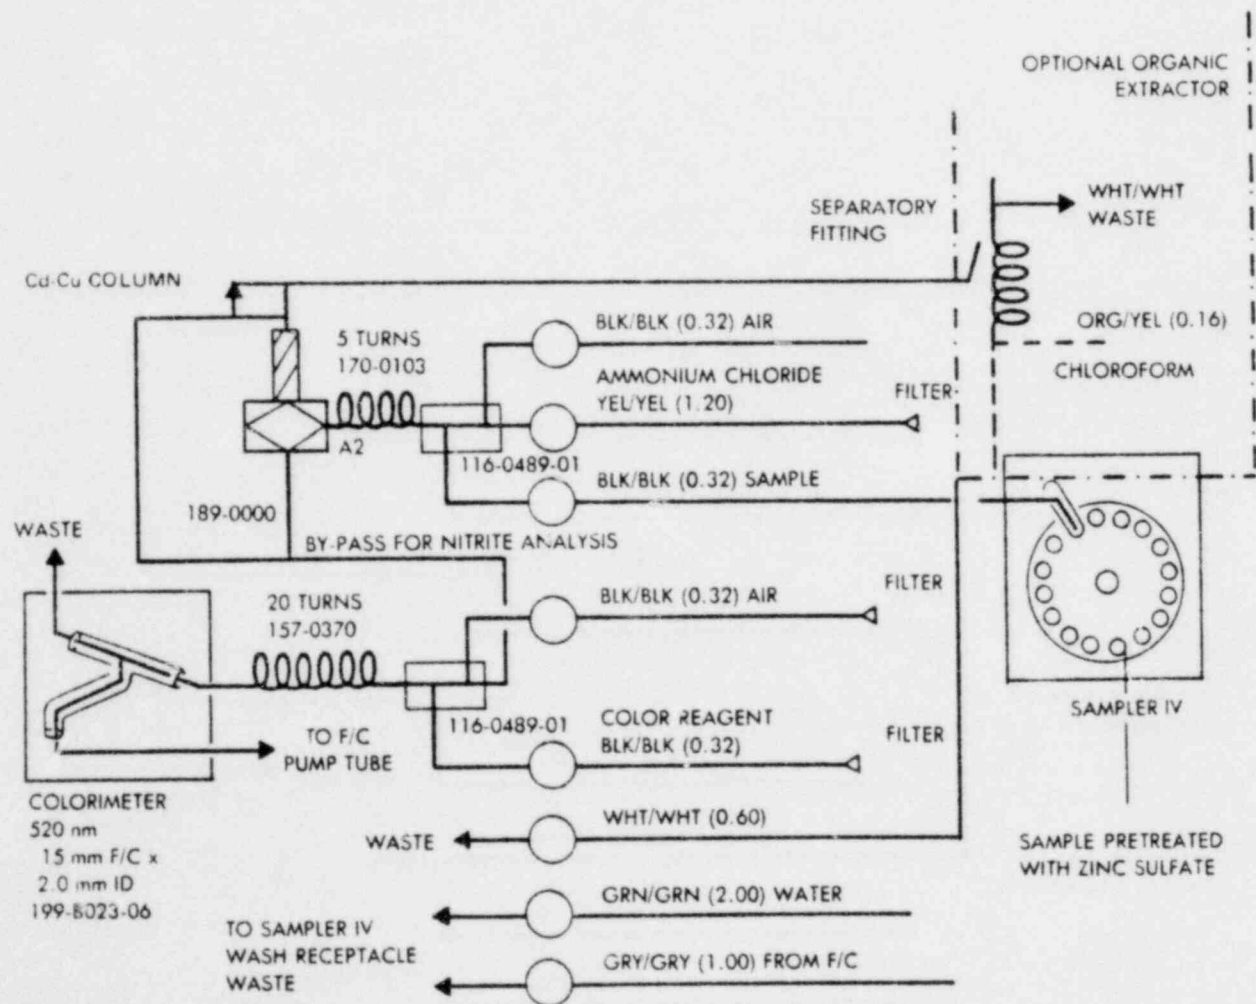 OPTIONAL ORGANIC
EXTRACTOR
WHT/WHT
WASTE
SEPARATORY
FITTING
Cd-Cu COLUMN
ORG/YEL (0.16)
CHLOROFORM
5 TURNS
170-0103
BLK/BLK (0.32) AIR
AMMONIUM CHLORIDE
YEL/YEL (1.20)
FILTER
A2
116-0489-01
BLK/BLK (0.32) SAMPLE
189-0000
WASTE
BY-PASS FOR NITRITE ANALYSIS
20 TURNS
157-0370
BLK/BLK (0.32) AIR
FILTER
116-0489-01
COLOR REAGENT
BLK/BLK (0.32)
FILTER
SAMPLER IV
TO F/C
PUMP TUBE
COLORIMETER
520 nm
15 mm F/C x
2.0 mm ID
199-B023-06
WASTE
WHT/WHT (0.60)
SAMPLE PRETREATED
WITH ZINC SULFATE
GRN/GRN (2.00) WATER
TO SAMPLER IV
WASH RECEPTACLE
WASTE
GRY/GRY (1.00) FROM F/C